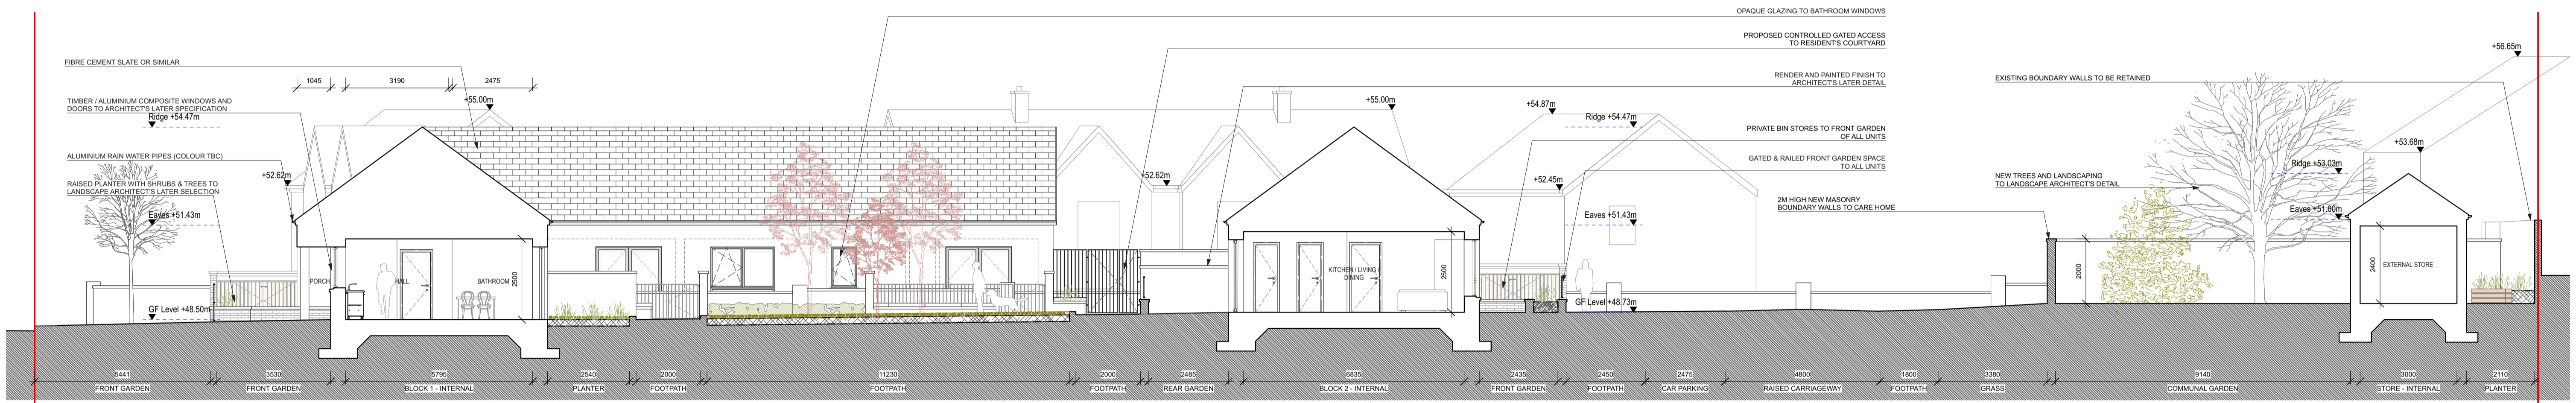 OPAQUE GLAZING TO BATHROOM WINDOWS
PROPOSED CONTROLLED GATED ACCESS
TO RESIDENT'S COURTYARD
+56.65m
FIBRE CEMENT SLATE OR SIMILAR
RENDER AND PAINTED FINISH TO
ARCHITECT'S LATER DETAIL
EXISTING BOUNDARY WALLS TO BE RETAINED
1045
3190
2475
TIMBER / ALUMINIUM COMPOSITE WINDOWS AND
DOORS TO ARCHITECT'S LATER SPECIFICATION
+55.00m
+55.00m
+54.87m
Ridge +54.47m
Ridge +54.47m
PRIVATE BIN STORES TO FRONT GARDEN
OF ALL UNITS
+53.68m
ALUMINIUM RAIN WATER PIPES (COLOUR TBC)
GATED & RAILED FRONT GARDEN SPACE
TO ALL UNITS
Ridge +53.03m
+52.62m
+52.62m
+52.45m
NEW TREES AND LANDSCAPING
TO LANDSCAPE ARCHITECT'S DETAIL
RAISED PLANTER WITH SHRUBS & TREES TO
LANDSCAPE ARCHITECT'S LATER SELECTION
2M HIGH NEW MASONRY
BOUNDARY WALLS TO CARE HOME
Eaves +51.43m
Eaves +51.43m
Eaves +51.60m
PORCH
HALL
BATHROOM
2500
KITCHEN / LIVING /
DINING
2500
2000
2400
EXTERNAL STORE
GF Level +48.50m
GF Level +48.73m
5441
3530
5795
2540
2000
11230
2000
2485
6835
2435
2450
2475
4800
1800
3380
9140
3000
2110
FRONT GARDEN
FRONT GARDEN
BLOCK 1 - INTERNAL
PLANTER
FOOTPATH
FOOTPATH
FOOTPATH
REAR GARDEN
BLOCK 2 - INTERNAL
FRONT GARDEN
FOOTPATH
CAR PARKING
RAISED CARRIAGEWAY
FOOTPATH
GRASS
COMMUNAL GARDEN
STORE - INTERNAL
PLANTER